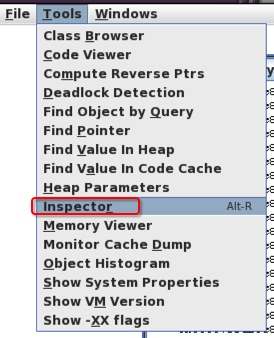 File Tools Windows
Class Browser
Code Viewer
Compute Reverse Ptrs
Deadlock Detection
Find Object by Query
Find Pointer
Find Value In Heap
Find Value In Code Cache
Heap Parameters
Inspector Alt-R
Memory Viewer
Monitor Cache Dump
Object Histogram
Show System Properties
Show VM Version
Show -XX flags